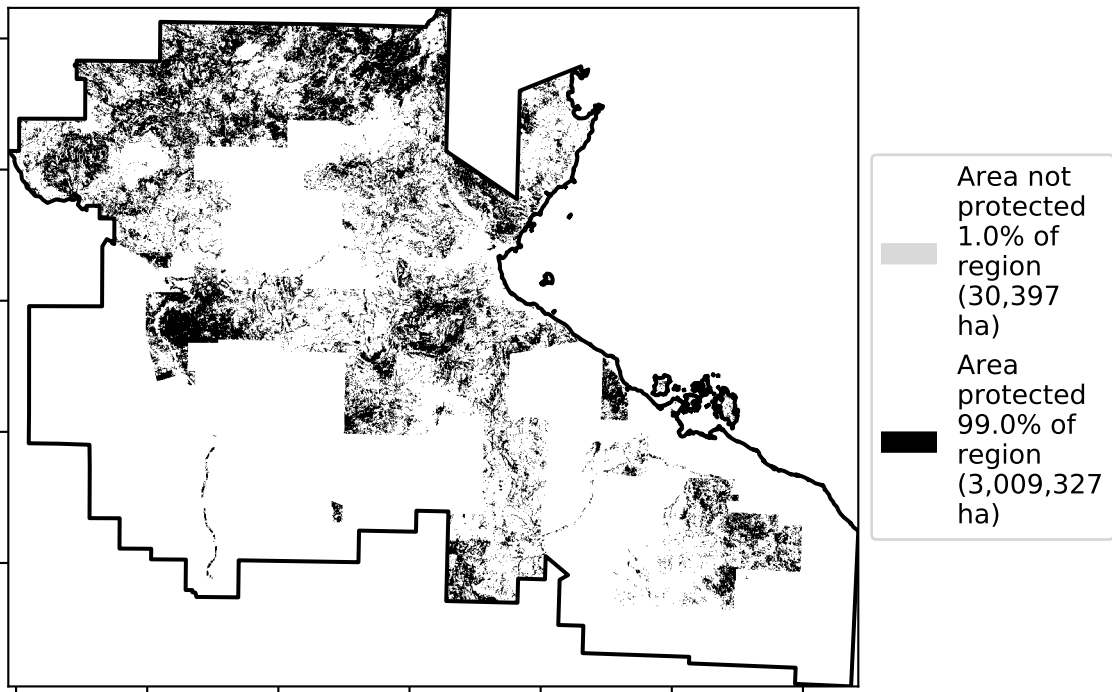 Area not
protected
1.0% of
region
(30,397
ha)
Area
protected
99.0% of
region
(3,009,327
ha)